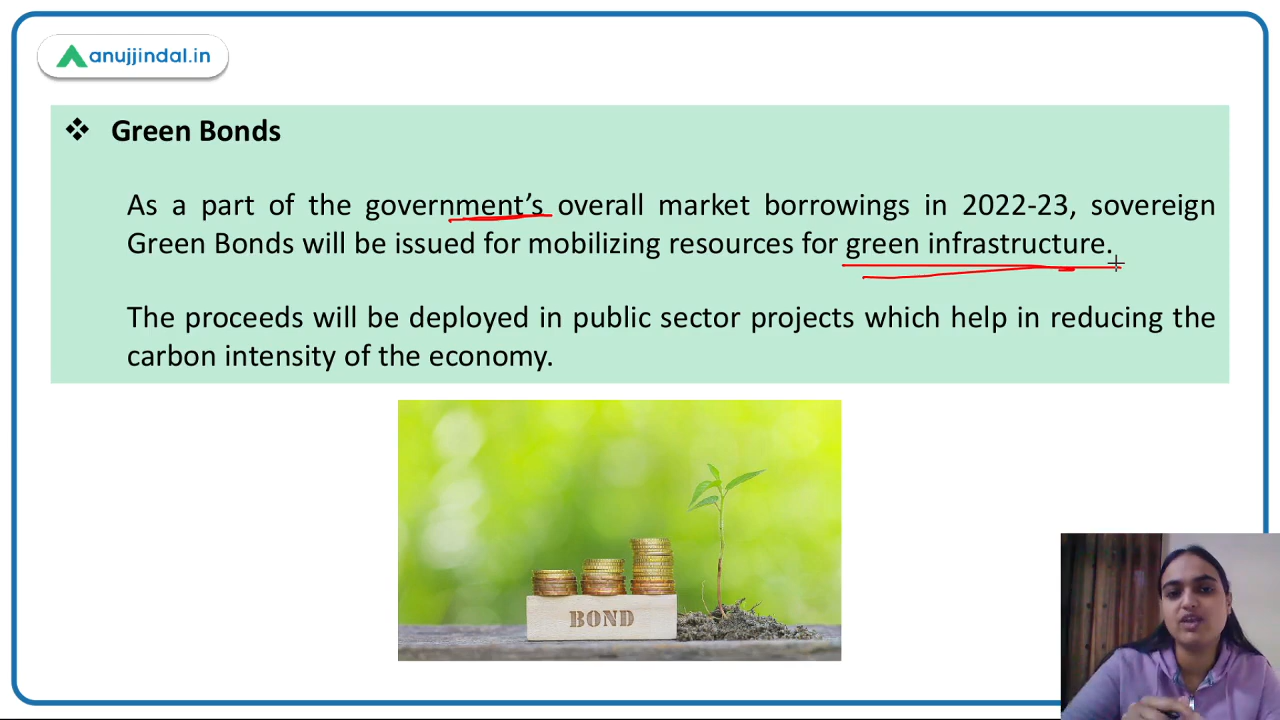 anujjindal.in
❖ Green Bonds
As a part of the government’s overall market borrowings in 2022-23, sovereign
Green Bonds will be issued for mobilizing resources for green infrastructure.
The proceeds will be deployed in public sector projects which help in reducing the
carbon intensity of the economy.
BOND